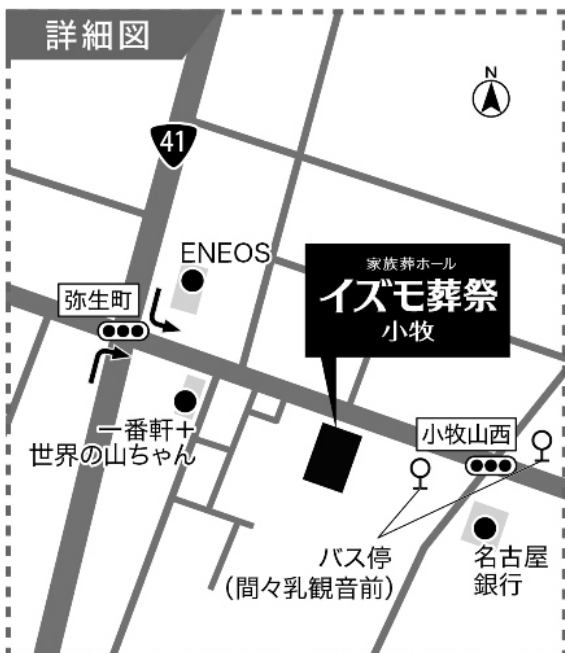 詳細図
N
41
ENEOS
弥生町
家族葬ホール
イズモ葬祭
小牧
一番軒+
世界の山ちゃん
小牧山西
バス停
(間々乳観音前)
名古屋
銀行